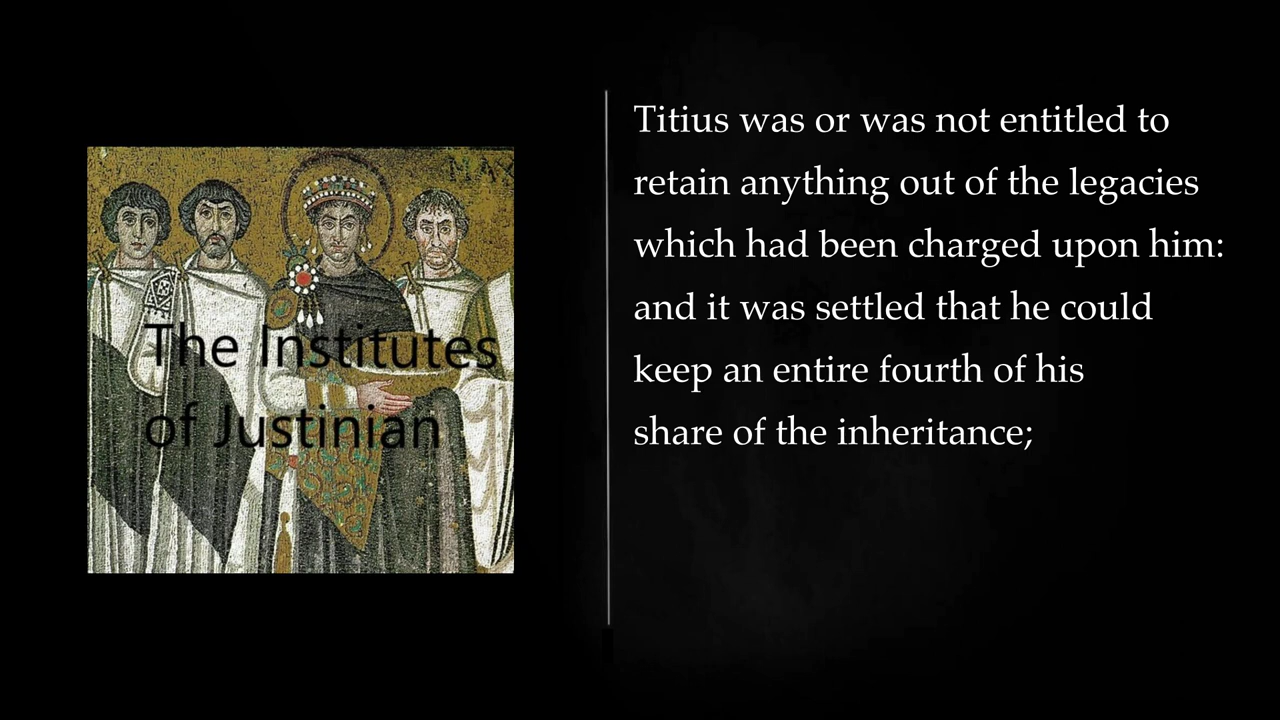 The Institutes
of Justinian
Titius was or was not entitled to
retain anything out of the legacies
which had been charged upon him:
and it was settled that he could
keep an entire fourth of his
share of the inheritance;